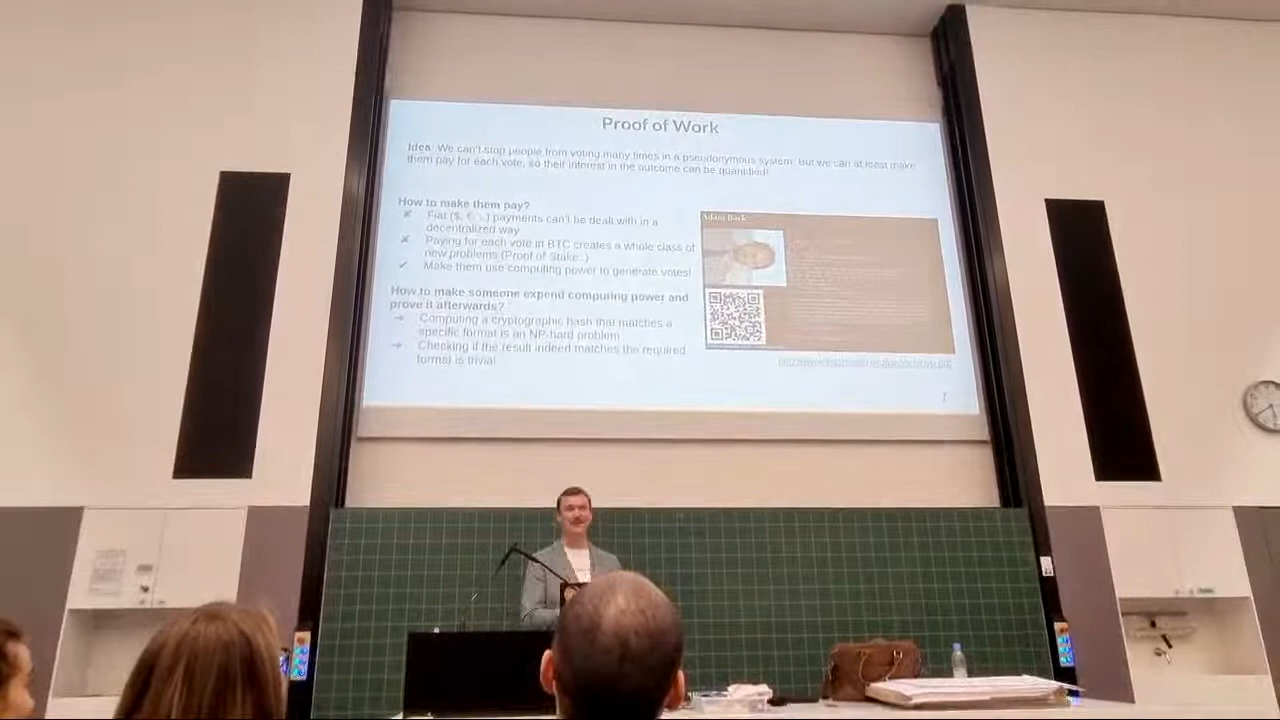 Proof of Work
Idea: We can't stop people from voting many times in a pseudonymous system. But we can at least make
them pay for each vote, so their interest in the outcome can be quantified!
How to make them pay?
✘ Fiat ($, €...) payments can't be dealt with in a
decentralized way
✘ Paying for each vote in BTC creates a whole class of
new problems (Proof of Stake..)
✓ Make them use computing power to generate votes!
How to make someone expend computing power and
prove it afterwards?
➔ Computing a cryptographic hash that matches a
specific format is an NP-hard problem
➔ Checking if the result indeed matches the required
format is trivial
Adam Back
7